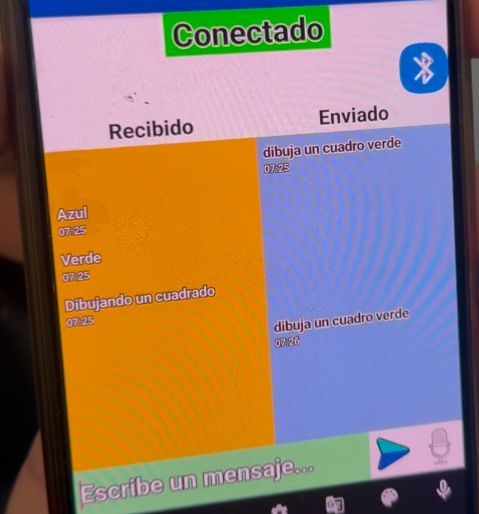 Conectado
Recibido
Enviado
dibuja un cuadro verde
07:25
Azul
07:25
Verde
07:25
Dibujando un cuadrado
07:25
dibuja un cuadro verde
07:26
Escribe un mensaje...